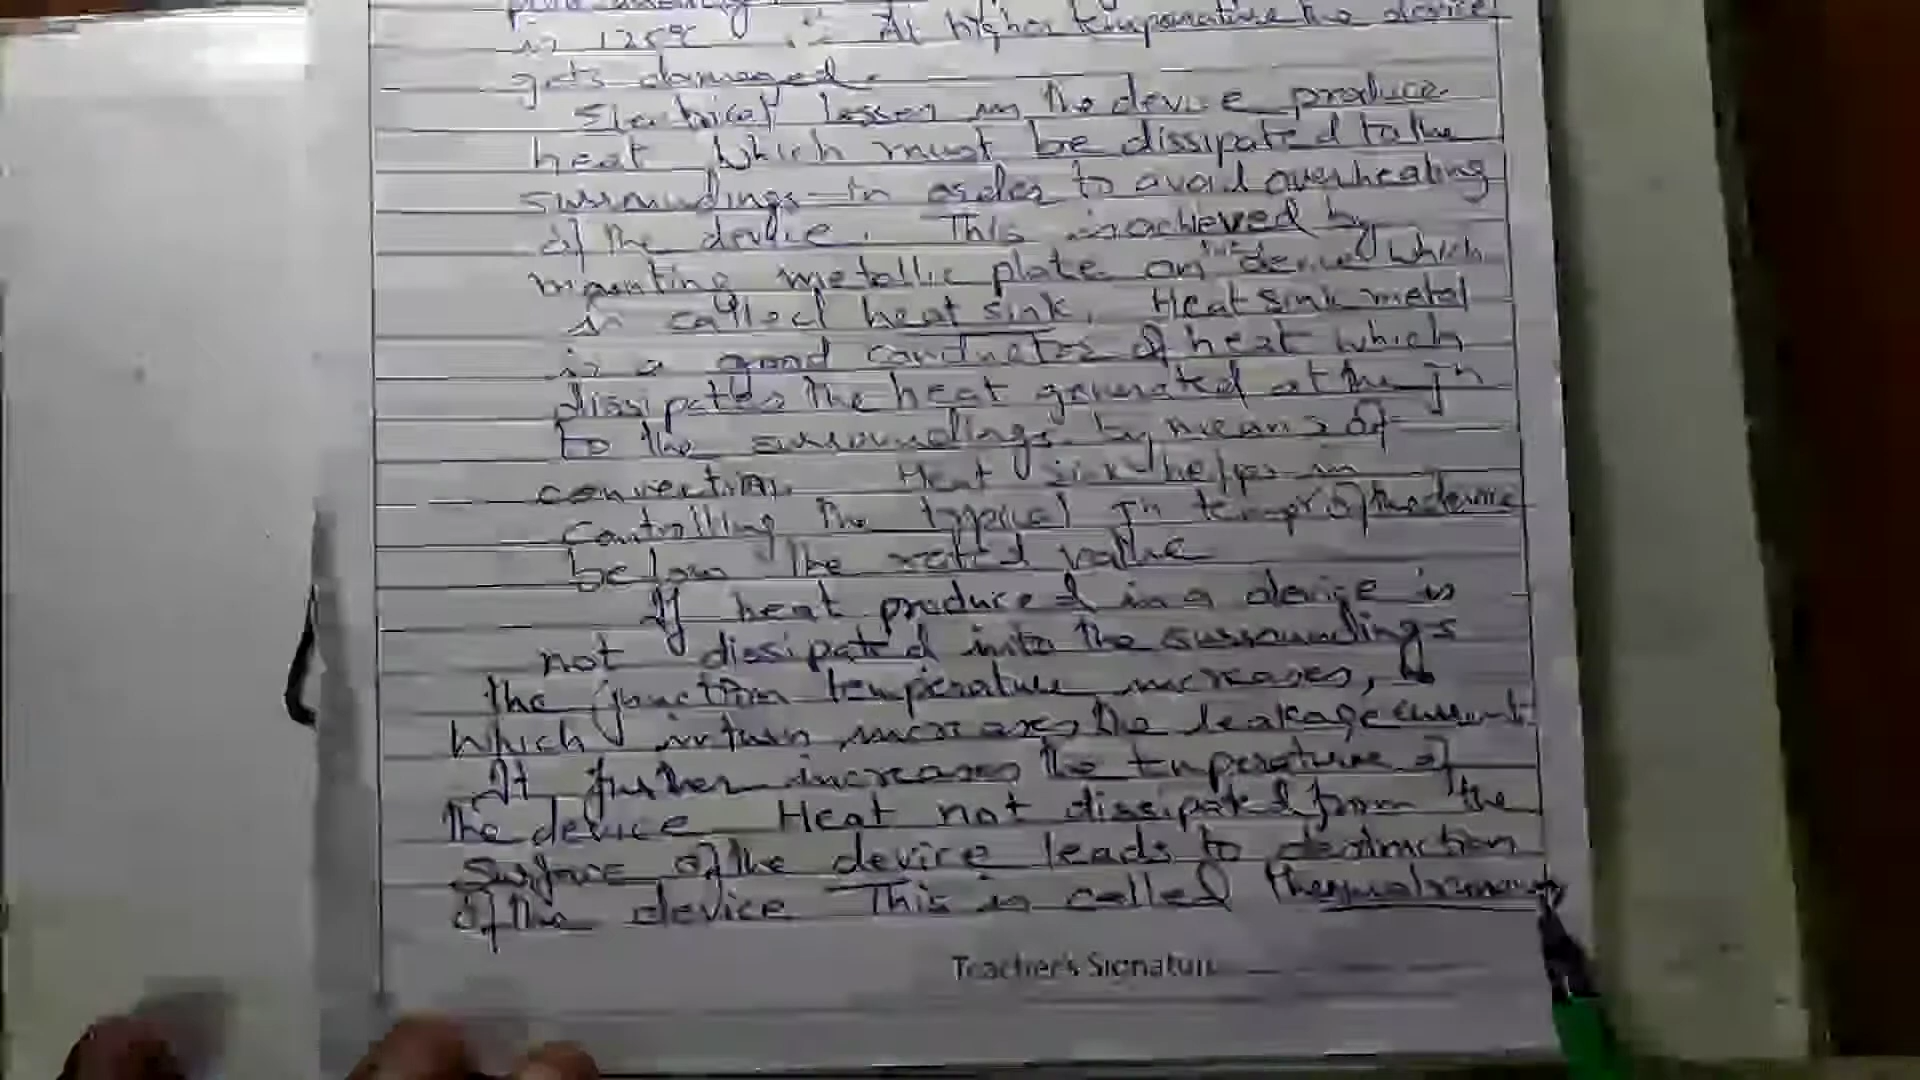 is 125°C ∵ At higher temperature the device
gets damaged.
Electrical losses in the device produce
heat which must be dissipated to the
surroundings in order to avoid overheating
of the device. This is achieved by
mounting metallic plate on the device which
is called heat sink. Heat sink metal
is a good conductor of heat which
dissipates the heat generated at the Jn
to the surroundings by means of
convection. Heat sink helps in
controlling the typical Jn tempr of the device
below the rated value
If heat produced in a device is
not dissipated into the surroundings
the junction temperature increases,
which in turn increases the leakage current.
It further increases the temperature of
the device Heat not dissipated from the
surface of the device leads to destruction
of the device This is called thermal runaway
Teacher's Signature